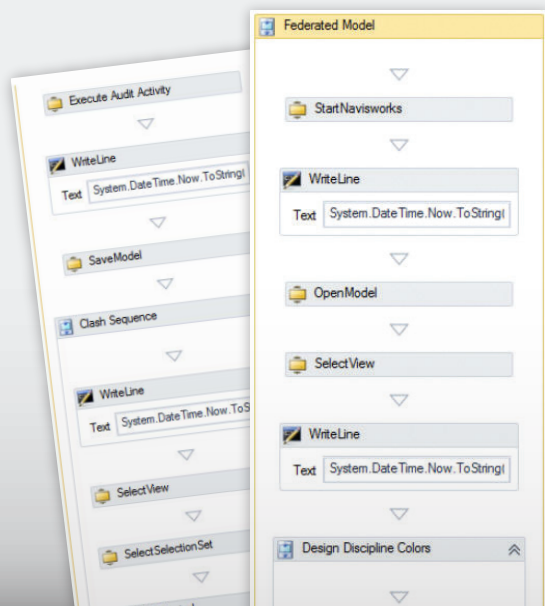 Execute Audit Activity
WriteLine
Text System.DateTime.Now.ToString(
SaveModel
Clash Sequence
WriteLine
Text System.DateTime.Now.ToS
SelectView
SelectSelectionSet
Federated Model
StartNavisworks
WriteLine
Text System.DateTime.Now.ToString(
OpenModel
SelectView
WriteLine
Text System.DateTime.Now.ToString(
Design Discipline Colors